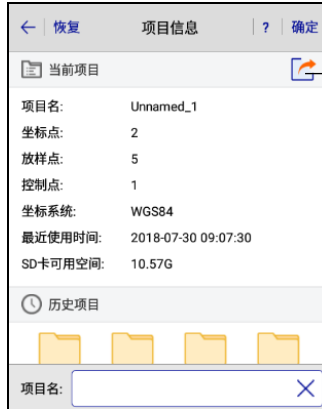 恢复 项目信息 ? 确定
当前项目
项目名: Unnamed_1
坐标点: 2
放样点: 5
控制点: 1
坐标系统: WGS84
最近使用时间: 2018-07-30 09:07:30
SD卡可用空间: 10.57G
历史项目
项目名: